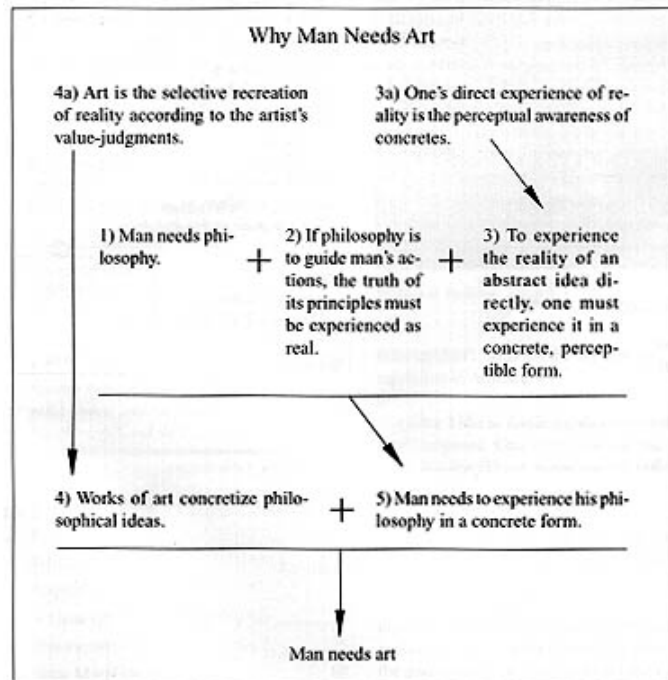 Why Man Needs Art
4a) Art is the selective recreation
of reality according to the artist's
value-judgments.
3a) One's direct experience of re-
ality is the perceptual awareness of
concretes.
1) Man needs phi-
losophy.
+
2) If philosophy is
to guide man's ac-
tions, the truth of
its principles must
be experienced as
real.
+
3) To experience
the reality of an
abstract idea di-
rectly, one must
experience it in a
concrete, percep-
tible form.
4) Works of art concretize philo-
sophical ideas.
+
5) Man needs to experience his phi-
losophy in a concrete form.
Man needs art